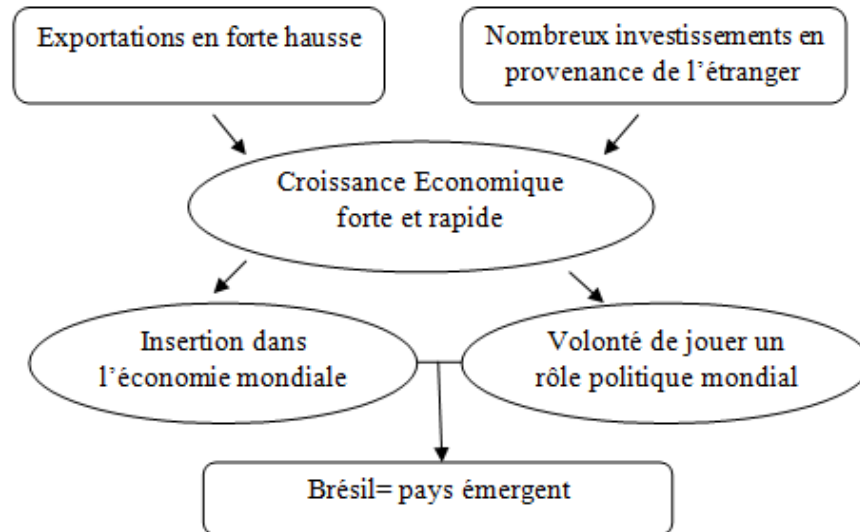 Exportations en forte hausse
Nombreux investissements en
provenance de l'étranger
Croissance Economique
forte et rapide
Insertion dans
l'économie mondiale
Volonté de jouer un
rôle politique mondial
Brésil= pays émergent